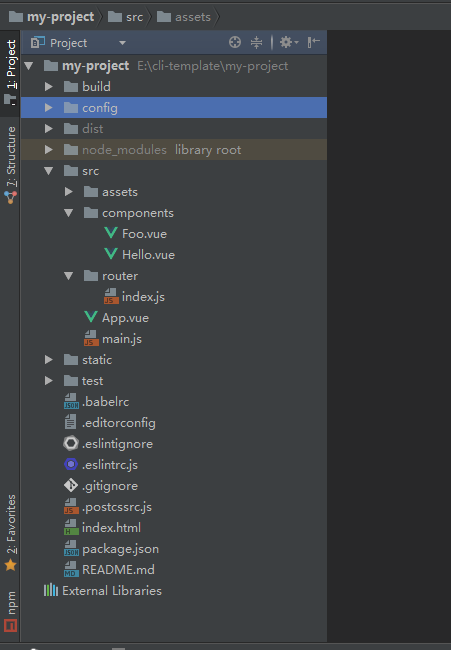 my-project src assets
Project
1: Project
my-project E:\cli-template\my-project
build
config
dist
node_modules library root
7: Structure
src
assets
components
Foo.vue
Hello.vue
router
index.js
App.vue
main.js
static
test
.babelrc
.editorconfig
.eslintignore
.eslintrc.js
.gitignore
.postcssrc.js
index.html
package.json
README.md
External Libraries
2: Favorites
npm